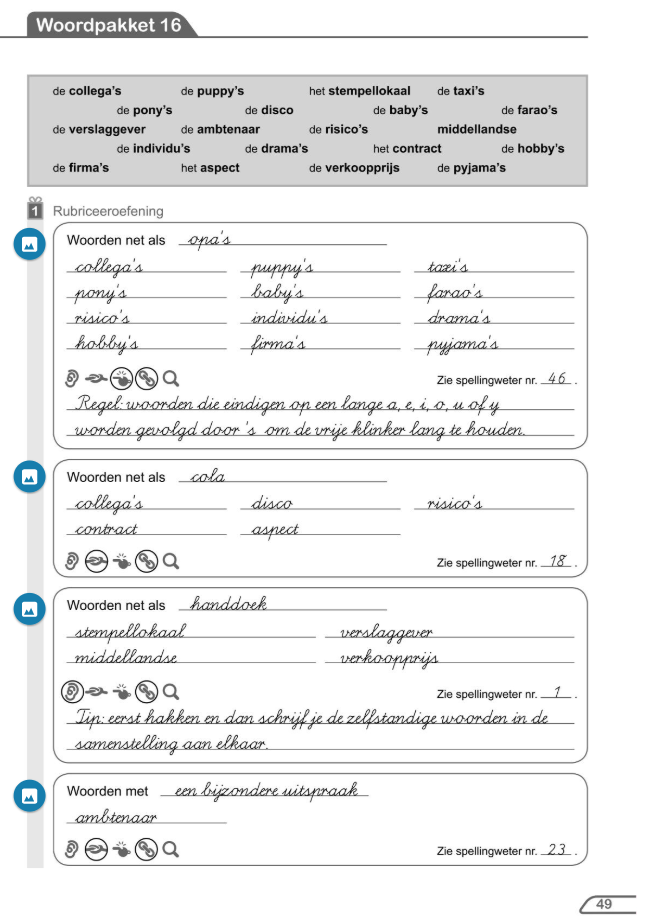 Woordpakket 16
de collega's de puppy's het stempellokaal de taxi's
de pony's de disco de baby's de farao's
de verslaggever de ambtenaar de risico's middellandse
de individu's de drama's het contract de hobby's
de firma's het aspect de verkoopprijs de pyjama's
1 Rubriceeroefening
Woorden net als opa's
collega's puppy's taxi's
pony's baby's farao's
risico's individu's drama's
hobby's firma's pyjama's
Zie spellingweter nr. 46 .
Regel: woorden die eindigen op een lange a, e, i, o, u of y
worden gevolgd door 's om de vrije klinker lang te houden.
Woorden net als cola
collega's disco risico's
contract aspect
Zie spellingweter nr. 18 .
Woorden net als handdoek
stempellokaal verslaggever
middellandse verkoopprijs
Zie spellingweter nr. 1 .
Tip: eerst hakken en dan schrijf je de zelfstandige woorden in de
samenstelling aan elkaar.
Woorden met een bijzondere uitspraak
ambtenaar
Zie spellingweter nr. 23 .
49